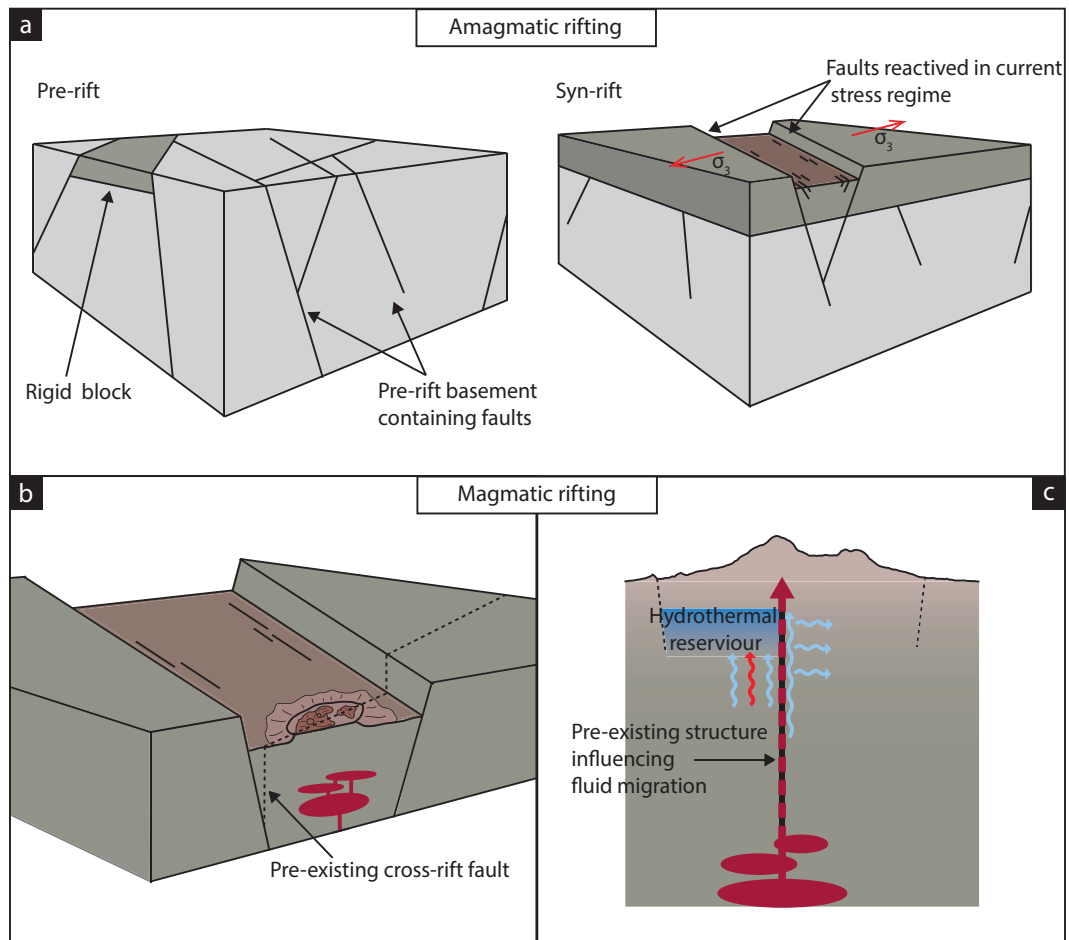 a
Amagmatic rifting
Pre-rift
Syn-rift
Faults reactived in current
stress regime
σ3
σ3
Rigid block
Pre-rift basement
containing faults
b
Magmatic rifting
c
Pre-existing cross-rift fault
Hydrothermal
reserviour
Pre-existing structure
influencing
fluid migration